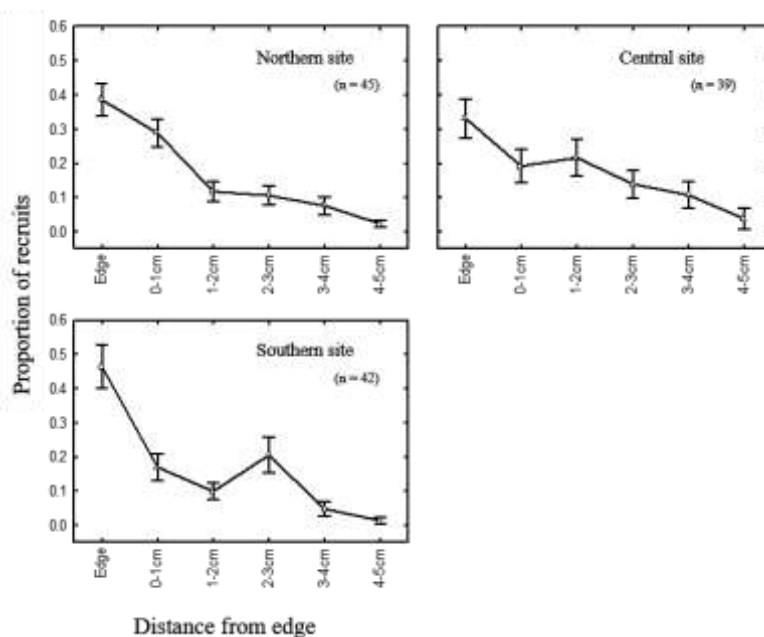 Northern site
(n = 45)
0.6
0.5
0.4
0.3
0.2
0.1
0.0
Edge
0-1cm
1-2cm
2-3cm
3-4cm
4-5cm
Central site
(n = 39)
Edge
0-1cm
1-2cm
2-3cm
3-4cm
4-5cm
Proportion of recruits
Southern site
(n = 42)
0.6
0.5
0.4
0.3
0.2
0.1
0.0
Edge
0-1cm
1-2cm
2-3cm
3-4cm
4-5cm
Distance from edge